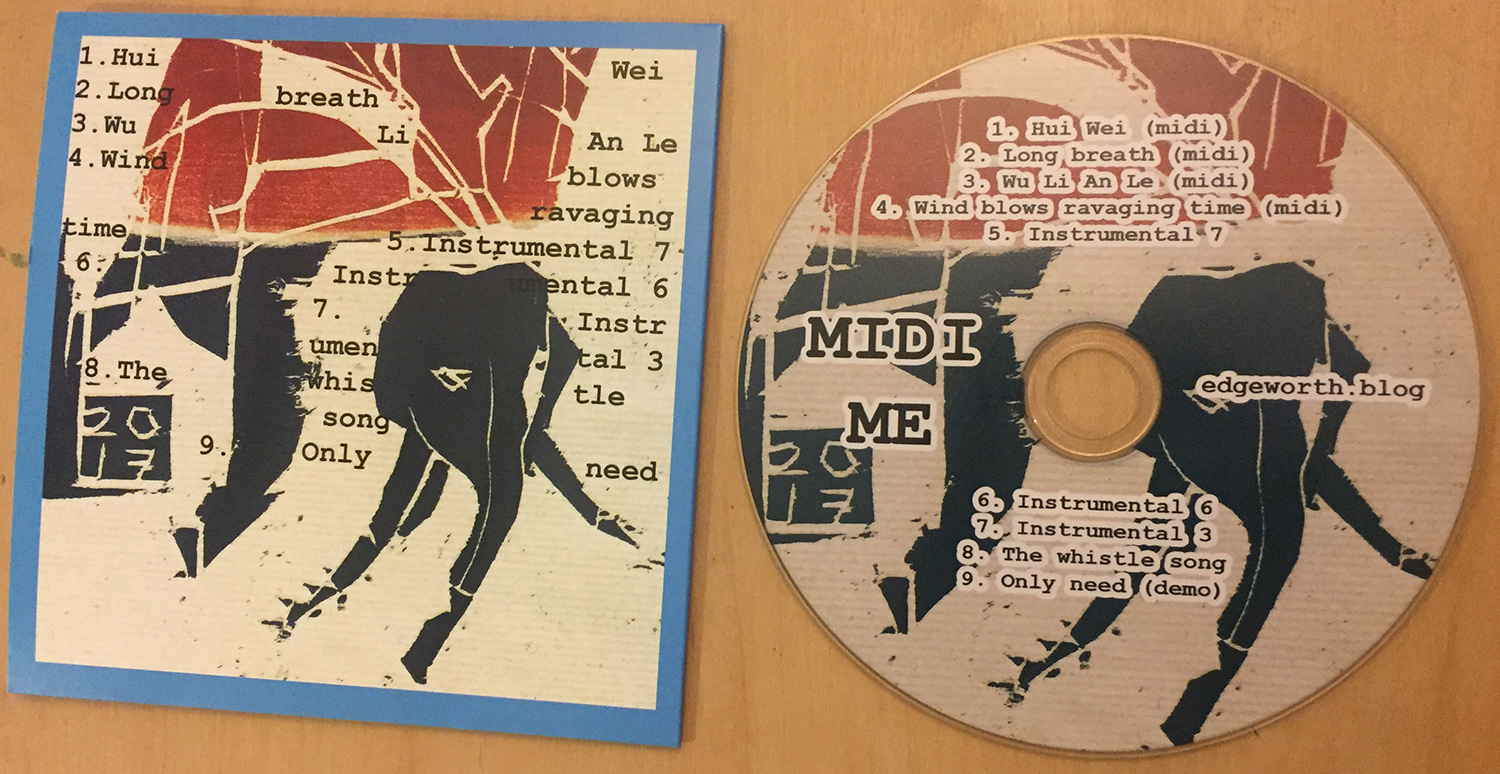 1.Hui Wei
2.Long breath
3.Wu Li An Le
4.Wind blows
ravaging
time
5.Instrumental 7
6. Instr umental 6
7. Instr
umen tal 3
8.The whis tle
song
20
17
9. Only need
1. Hui Wei (midi)
2. Long breath (midi)
3. Wu Li An Le (midi)
4. Wind blows ravaging time (midi)
5. Instrumental 7
MIDI
ME
edgeworth.blog
20
17
6. Instrumental 6
7. Instrumental 3
8. The whistle song
9. Only need (demo)